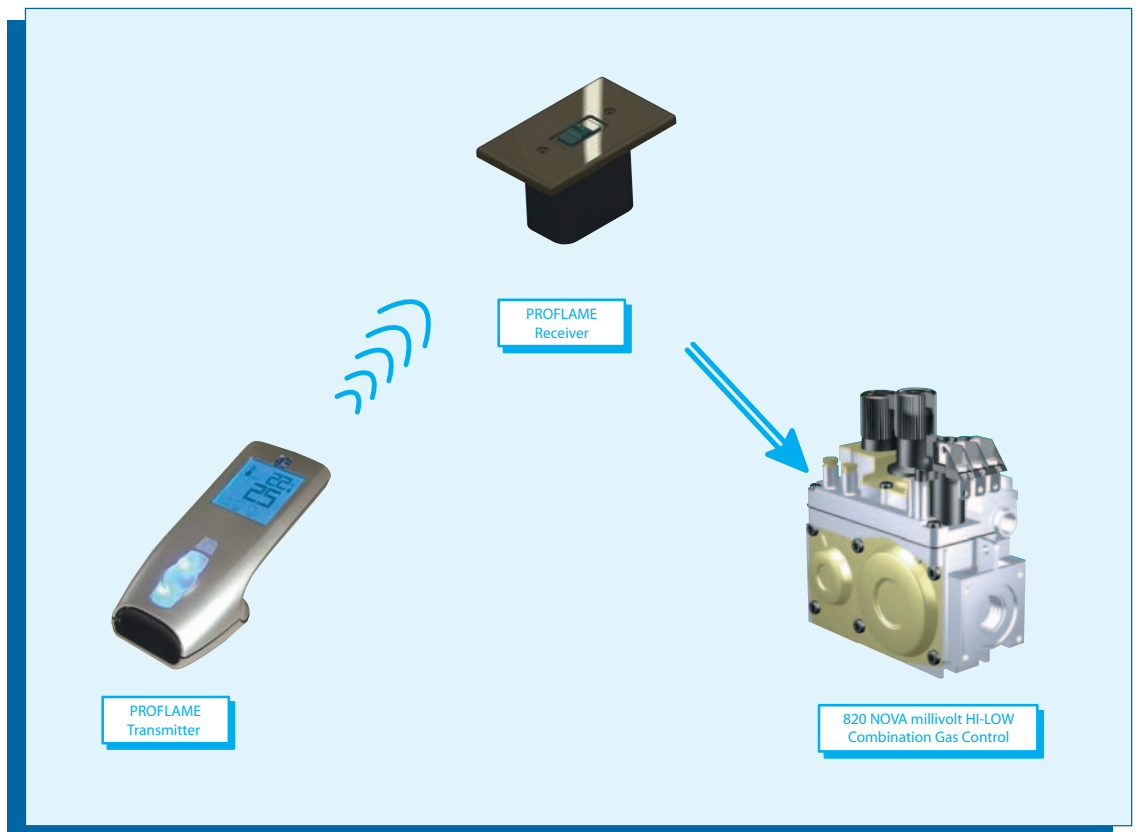 PROFLAME
Receiver
PROFLAME
Transmitter
820 NOVA millivolt HI-LOW
Combination Gas Control